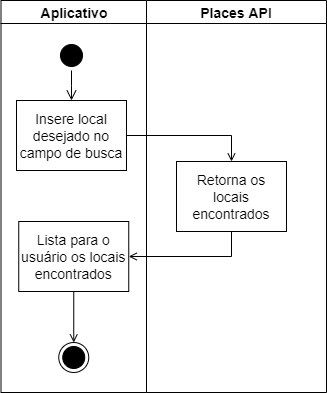 Aplicativo
Places API
Insere local
desejado no
campo de busca
Retorna os
locais
encontrados
Lista para o
usuário os locais
encontrados